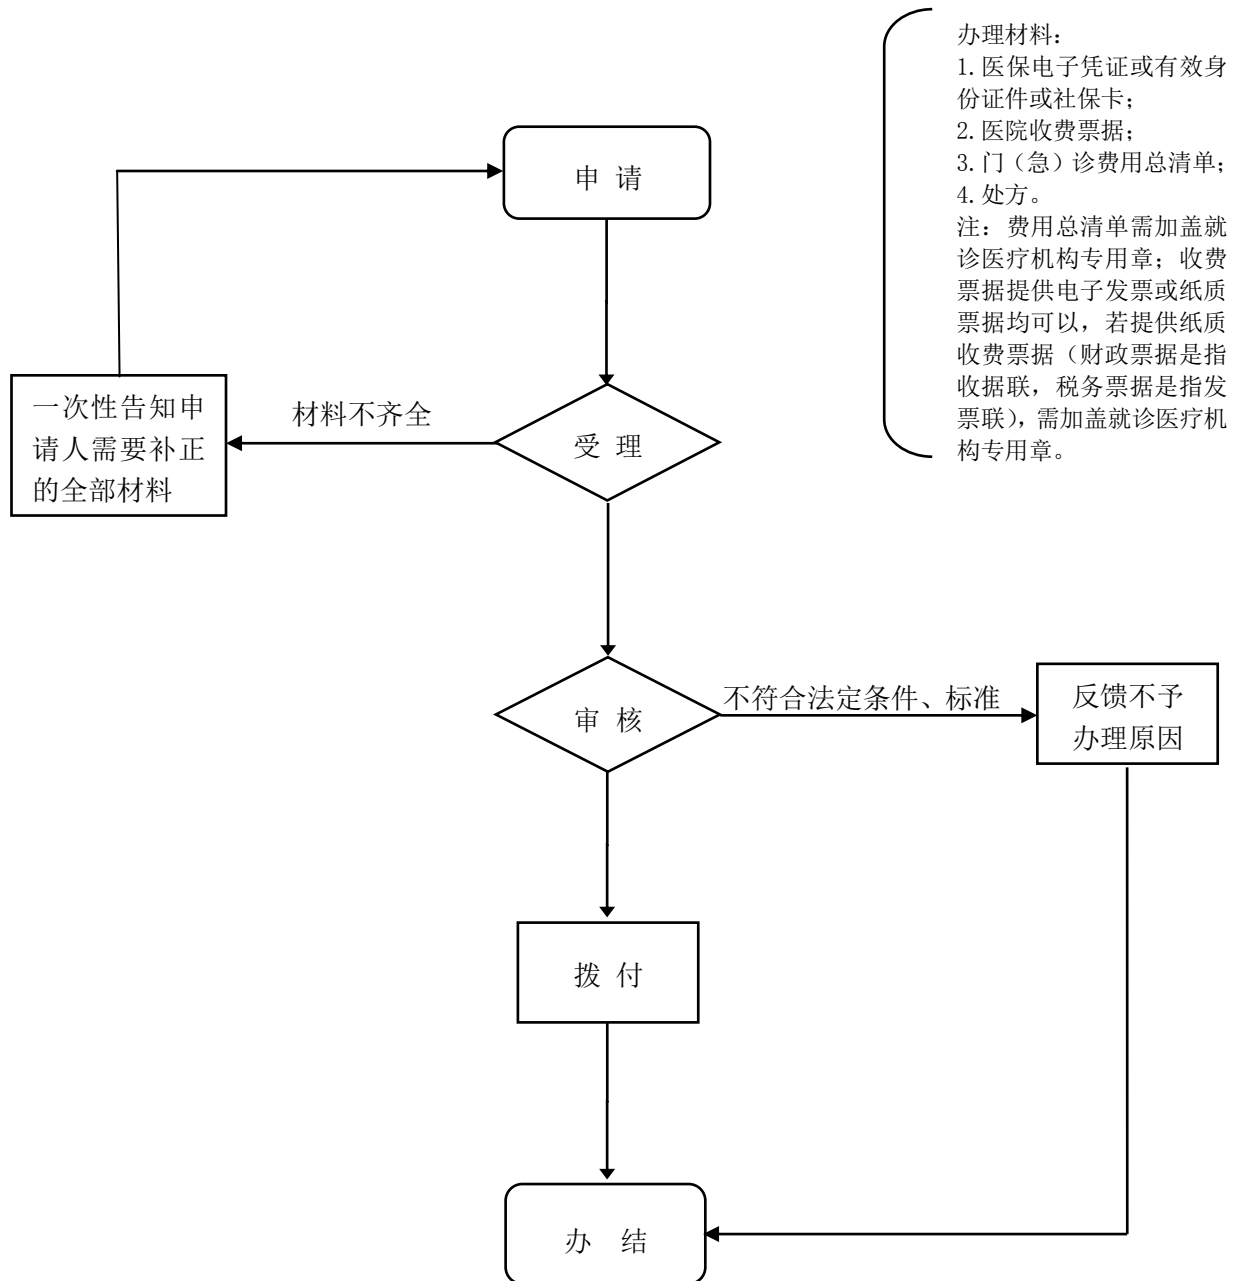 办理材料：
1.医保电子凭证或有效身
份证件或社保卡；
2.医院收费票据；
3.门（急）诊费用总清单；
4.处方。
注：费用总清单需加盖就
诊医疗机构专用章；收费
票据提供电子发票或纸质
票据均可以，若提供纸质
收费票据（财政票据是指
收据联，税务票据是指发
票联），需加盖就诊医疗机
构专用章。
申 请
一次性告知申
请人需要补正
的全部材料
材料不齐全
受 理
审 核
不符合法定条件、标准
反馈不予
办理原因
拨 付
办 结